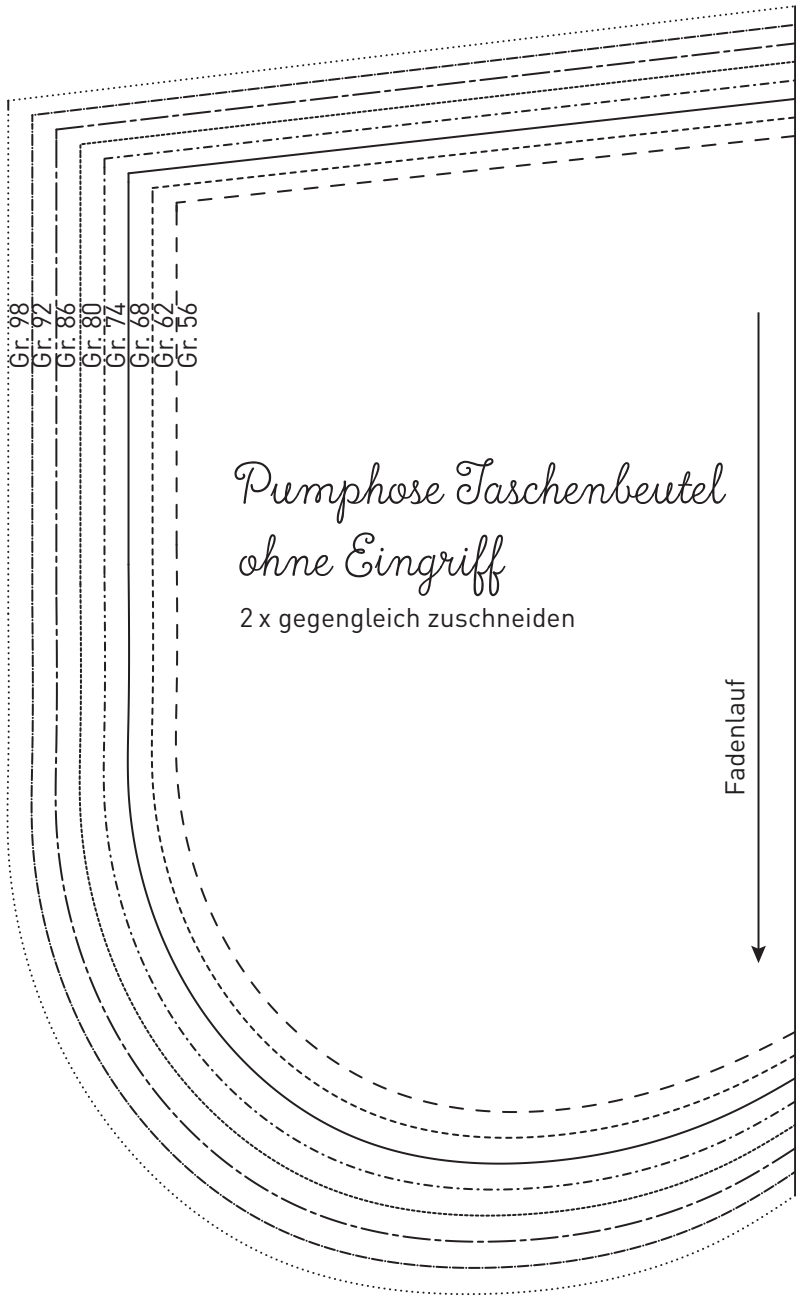 Gr. 98
Gr. 92
Gr. 86
Gr. 80
Gr. 74
Gr. 68
Gr. 62
Gr. 56
Pumphose Taschenbeutel
ohne Eingriff
2 x gegengleich zuschneiden
Fadenlauf